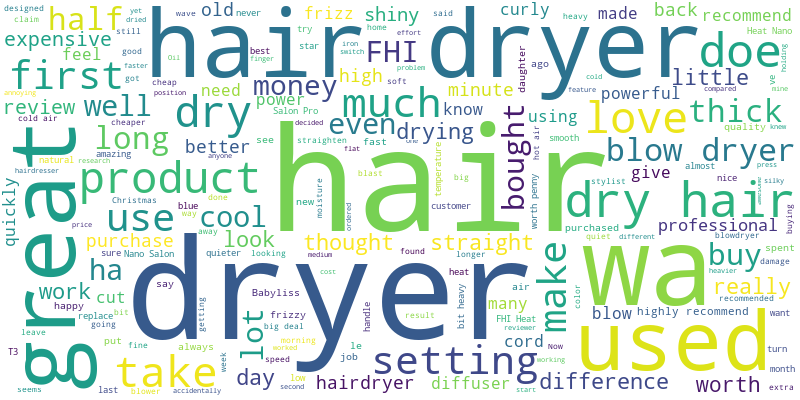 hair dryer
half
old
never
frizz
shiny
curly
made
back
recommend
doe
designed
claim
yet
dried
wave
said
daughter
effort
heavy
star
home
try
iron
switch
problem
ago
expensive
still
good
faster
got
Oil
best
finger
soft
cold
feature
Heat Nano
compared
ve
mine
holding
feel
cheap
position
FHI
first
annoying
money
high
minute
little
powerful
thick
review
well
need
power
Salon Pro
know
using
love
quality
knew
cold air
cheaper
dry
much
even
drying
bought
hot air
smooth
blow dryer
great
long
natural
research
amazing
anyone
better
see
straighten
decided
fast
flat
one
temperature
almost
press
hairdresser
product
hair
blast
big
give
stylist
nice
silky
Christmas
done
new
moisture
ordered
customer
worth penny
dry hair
quickly
use
blue
way
cool
purchased
professional
buying
price
purchase
away
look
thought
straight
quiet
different
blowdryer
ha
sure
Nano Salon
quieter
looking
medium
found
longer
make
wa
buy
spent
damage
heavier
work
cut
dryer
say
Babyliss
cost
heat
air
really
recommended
happy
replace
bit
going
getting
frizzy
big deal
handle
many
bit heavy
color
blow
highly recommend
leave
put
fine
lot
result
FHI Heat
reviewer
cord
used
want
T3
always
morning
worked
le
job
Now
working
turn
take
week
speed
setting
difference
month
seems
last
blower
accidentally
day
low
second
hairdryer
diffuser
start
worth
extra